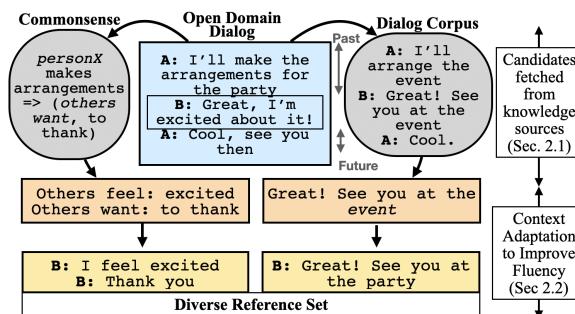 Commonsense
Open Domain
Dialog
Dialog Corpus
personX
makes
arrangements
=> (others
want, to
thank)
A: I'll make the
arrangements for
the party
B: Great, I'm
excited about it!
A: Cool, see you
then
Past
Future
A: I'll
arrange the
event
B: Great! See
you at the
event
A: Cool.
Candidates
fetched
from
knowledge
sources
(Sec. 2.1)
Others feel: excited
Others want: to thank
Great! See you at the
event
B: I feel excited
B: Thank you
B: Great! See you at
the party
Diverse Reference Set
Context
Adaptation
to Improve
Fluency
(Sec 2.2)